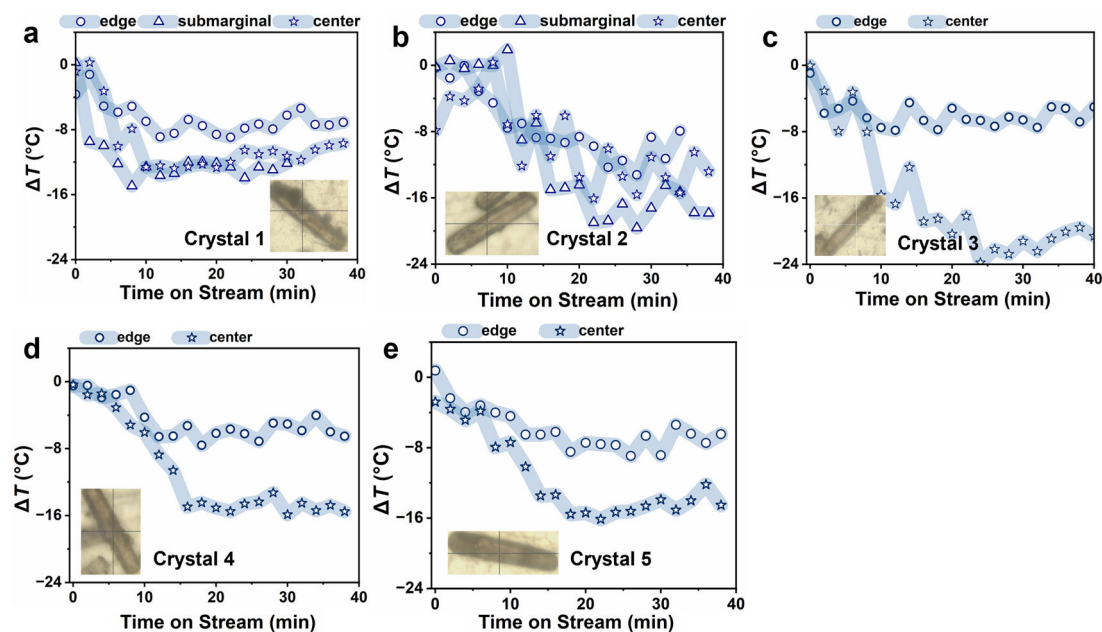 a
edge submarginal center
0
−8
−16
−24
ΔT (°C)
Crystal 1
0 10 20 30 40
Time on Stream (min)
b
edge submarginal center
0
−8
−16
−24
ΔT (°C)
Crystal 2
0 10 20 30 40
Time on Stream (min)
c
edge center
0
−8
−16
−24
ΔT (°C)
Crystal 3
0 10 20 30 40
Time on Stream (min)
d
edge center
0
−8
−16
−24
ΔT (°C)
Crystal 4
0 10 20 30 40
Time on Stream (min)
e
edge center
0
−8
−16
−24
ΔT (°C)
Crystal 5
0 10 20 30 40
Time on Stream (min)